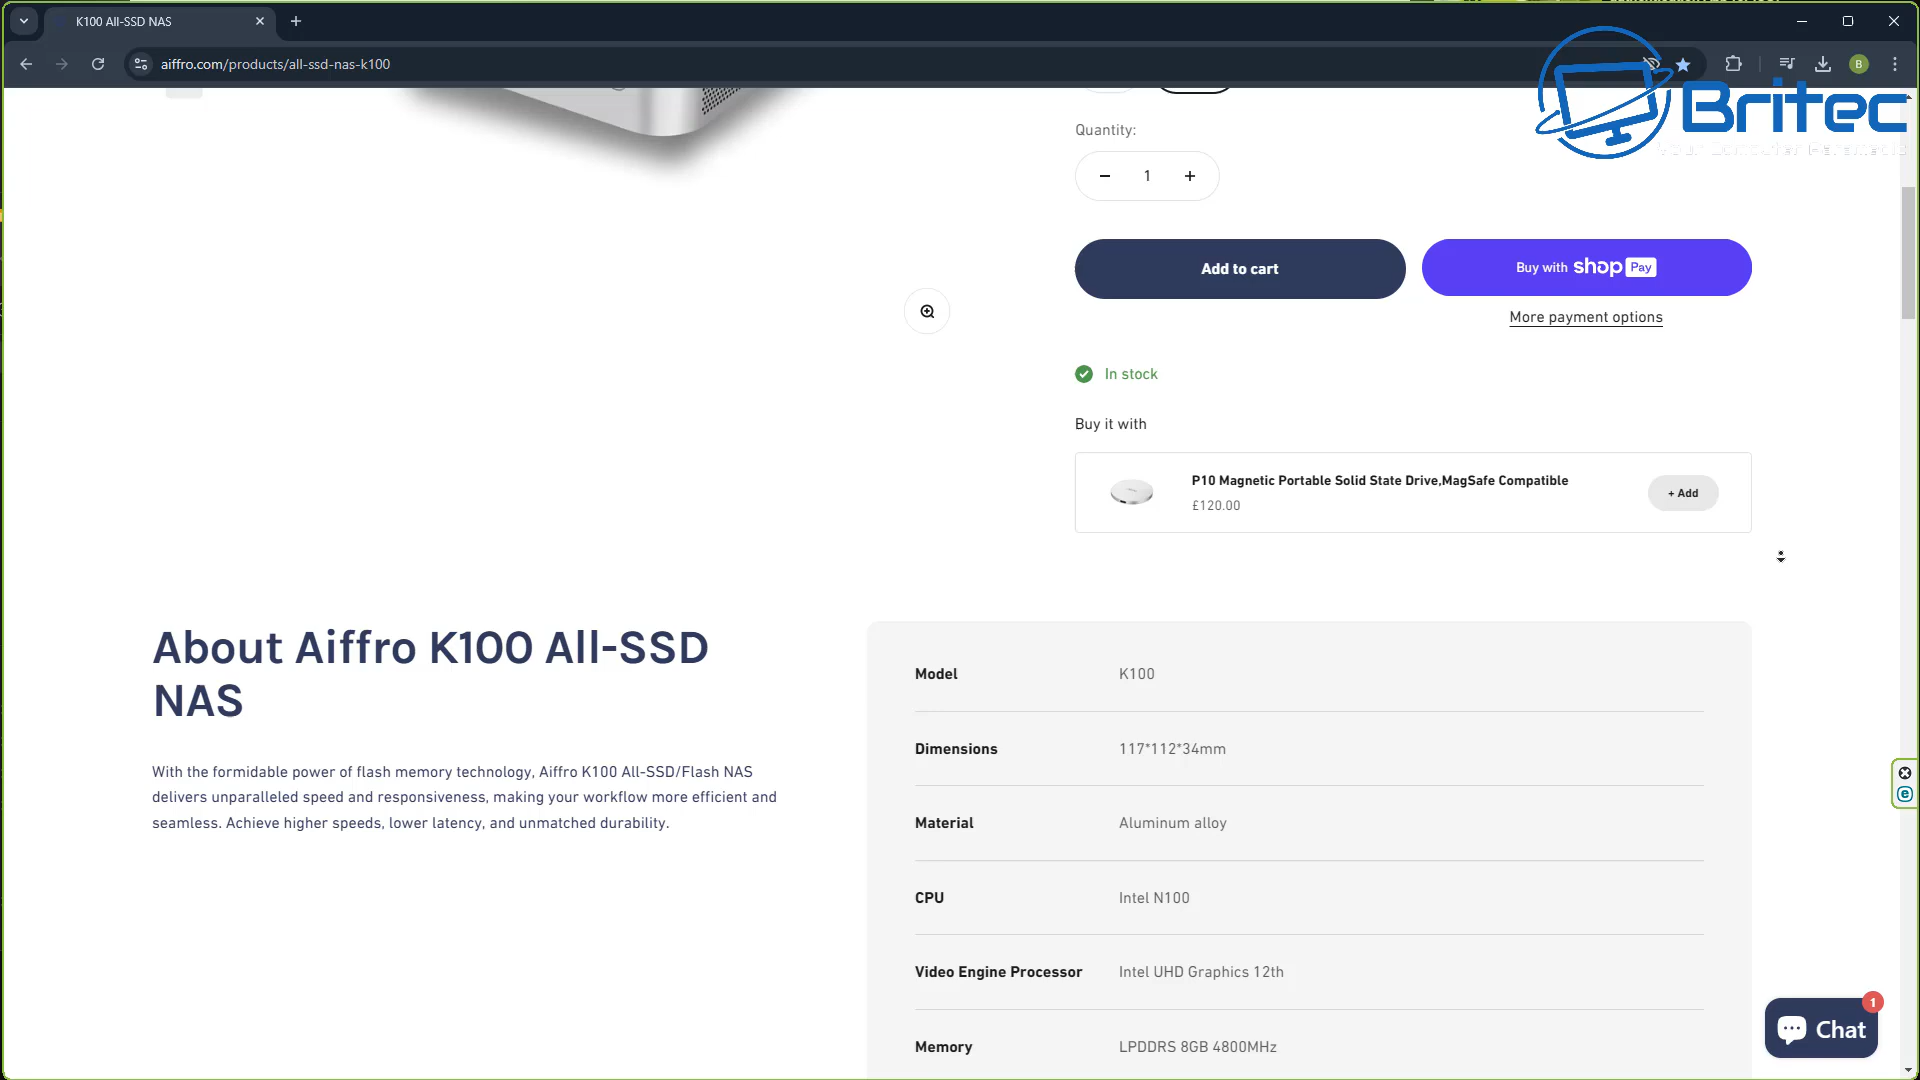 K100 All-SSD NAS
aiffro.com/products/all-ssd-nas-k100
B
Britec
Quantity:
1
Add to cart
Buy with shop Pay
More payment options
In stock
Buy it with
P10 Magnetic Portable Solid State Drive,MagSafe Compatible
£120.00
+ Add
About Aiffro K100 All-SSD
NAS
With the formidable power of flash memory technology, Aiffro K100 All-SSD/Flash NAS
delivers unparalleled speed and responsiveness, making your workflow more efficient and
seamless. Achieve higher speeds, lower latency, and unmatched durability.
Model K100
Dimensions 117*112*34mm
Material Aluminum alloy
CPU Intel N100
Video Engine Processor Intel UHD Graphics 12th
Memory LPDDRS 8GB 4800MHz
1
Chat